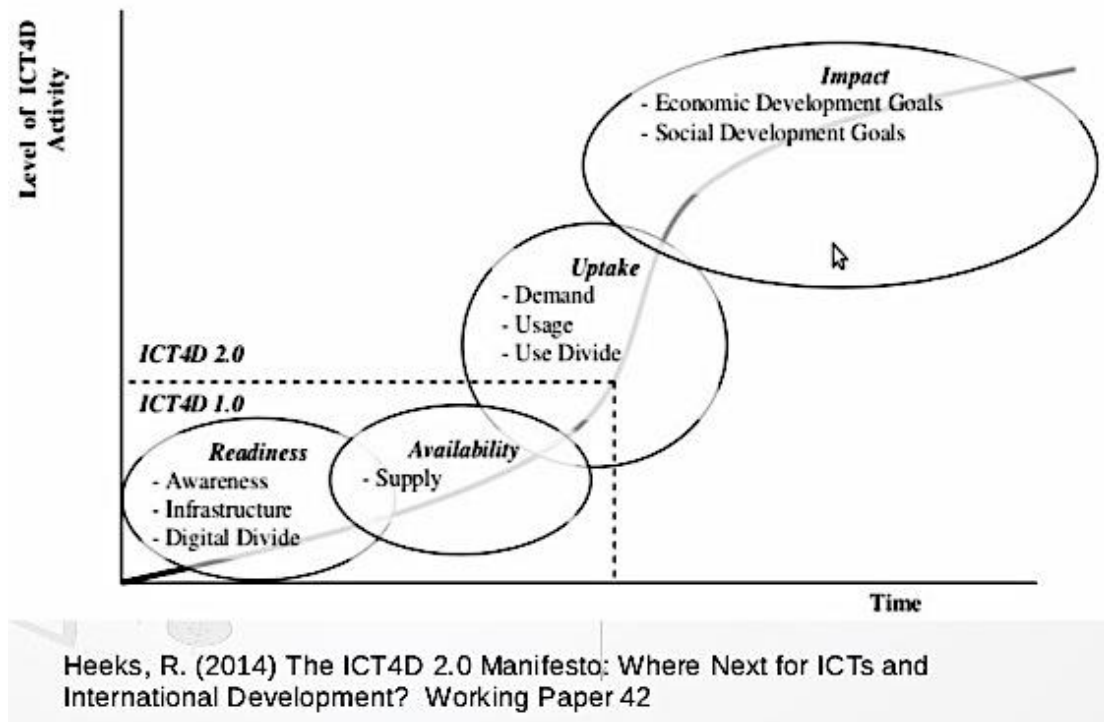 Level of ICT4D
Activity
Impact
- Economic Development Goals
- Social Development Goals
Uptake
- Demand
- Usage
- Use Divide
ICT4D 2.0
ICT4D 1.0
Readiness
- Awareness
- Infrastructure
- Digital Divide
Availability
- Supply
Time
Heeks, R. (2014) The ICT4D 2.0 Manifesto: Where Next for ICTs and
International Development? Working Paper 42